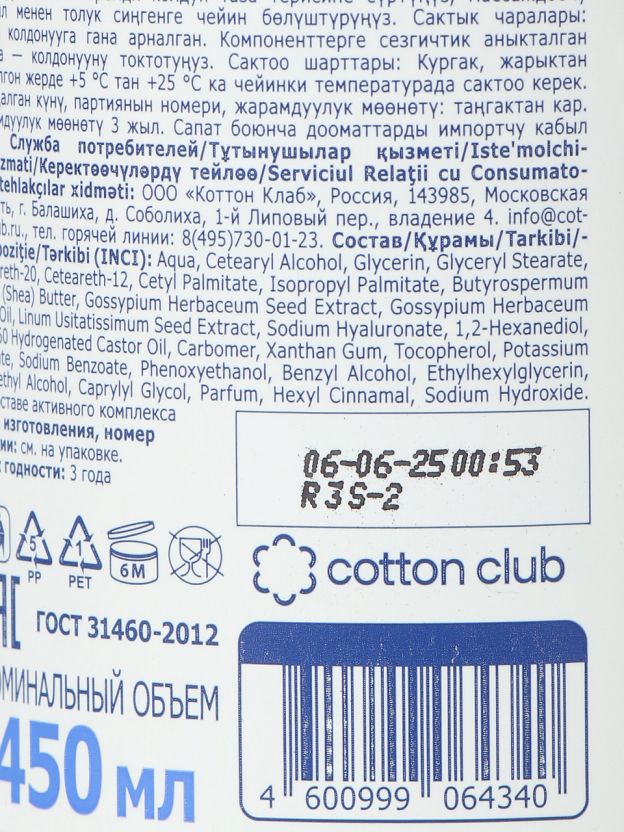 менен толук сиңгенге чейин бөлүштүрүңүз. Сактык чаралары:
колдонууга гана арналган. Компоненттерге сезгичтик аныкталган
— колдонууну токтотуңуз. Сактоо шарттары: Кургак, жарыктан
жерде +5 °C тан +25 °C ка чейинки температурада сактоо керек.
күнү, партиянын номери, жарамдуулук мөөнөтү: таңгактан кар.
мөөнөтү 3 жыл. Сапат боюнча дооматтарды импортчу кабыл
Служба потребителей/Тұтынушылар қызметі/Iste'molchi-
zmati/Керектөөчүлөрдү тейлөө/Serviciul Relaţii cu Consumato-
tehlakçılar xidməti: ООО «Коттон Клаб», Россия, 143985, Московская
ть, г. Балашиха, д. Соболиха, 1-й Липовый пер., владение 4. info@cot-
b.ru., тел. горячей линии: 8(495)730-01-23. Состав/Құрамы/Tarkibi/-
poziţie/Tərkibi (INCI): Aqua, Cetearyl Alcohol, Glycerin, Glyceryl Stearate,
reth-20, Ceteareth-12, Cetyl Palmitate, Isopropyl Palmitate, Butyrospermum
(Shea) Butter, Gossypium Herbaceum Seed Extract, Gossypium Herbaceum
Oil, Linum Usitatissimum Seed Extract, Sodium Hyaluronate, 1,2-Hexanediol,
60 Hydrogenated Castor Oil, Carbomer, Xanthan Gum, Tocopherol, Potassium
te, Sodium Benzoate, Phenoxyethanol, Benzyl Alcohol, Ethylhexylglycerin,
ethyl Alcohol, Caprylyl Glycol, Parfum, Hexyl Cinnamal, Sodium Hydroxide.
ставе активного комплекса
изготовления, номер
ии: см. на упаковке.
годности: 3 года
06-06-25 00:53
R3S-2
5
PP
1
PET
6 M
cotton club
ГОСТ 31460-2012
ОМИНАЛЬНЫЙ ОБЪЕМ
450 мл
4 600999 064340